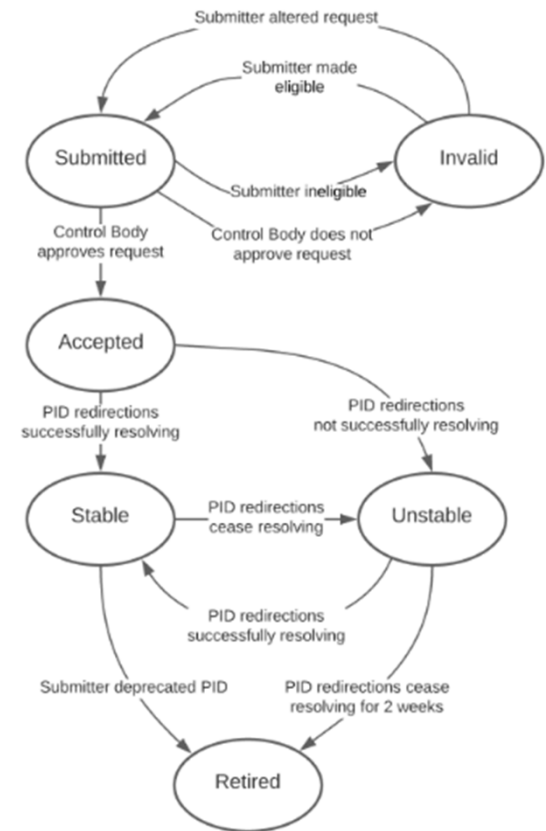 Submitter altered request
Submitter made
eligible
Submitted
Invalid
Submitter ineligible
Control Body
approves request
Control Body does not
approve request
Accepted
PID redirections
successfully resolving
PID redirections
not successfully resolving
Stable
PID redirections
cease resolving
Unstable
PID redirections
successfully resolving
Submitter deprecated PID
PID redirections cease
resolving for 2 weeks
Retired